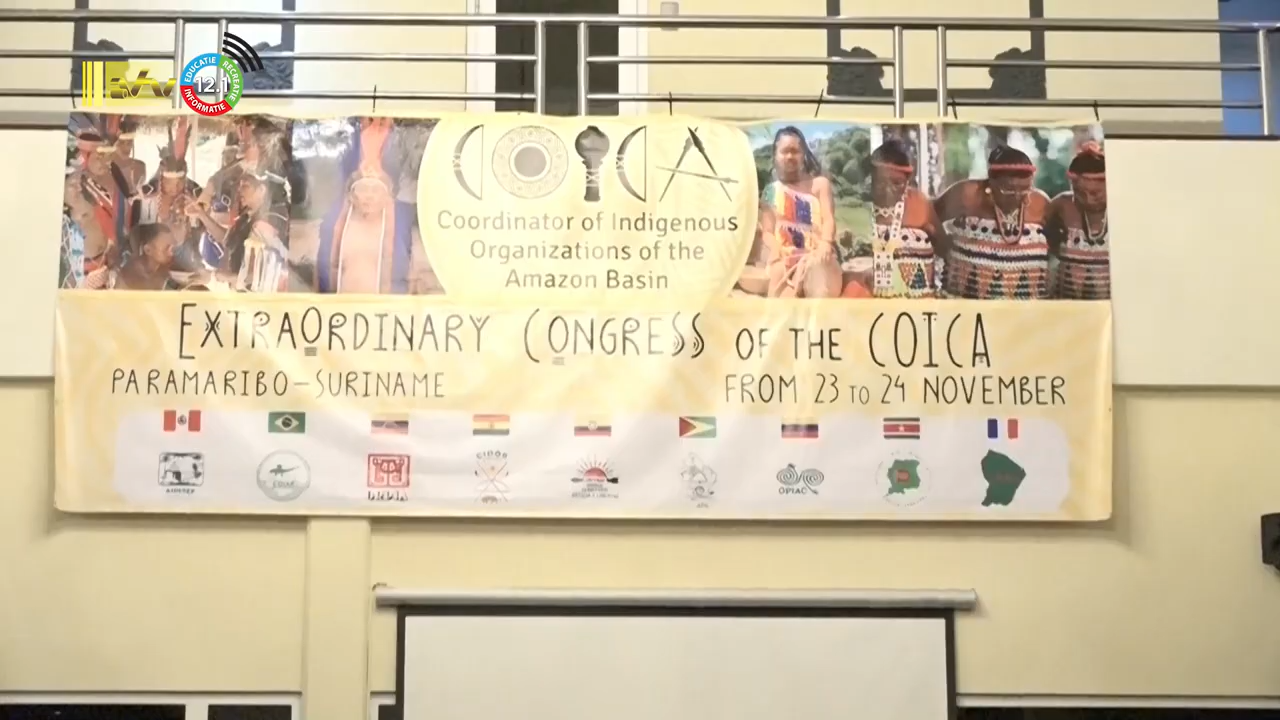 EDUCATIE
RECREATIE
12.1
INFORMATIE
COICA
Coordinator of Indigenous
Organizations of the
Amazon Basin
EXTRAORDINARY CONGRESS OF THE COICA
PARAMARIBO-SURINAME
FROM 23 TO 24 NOVEMBER
CIDOB
OPIAC